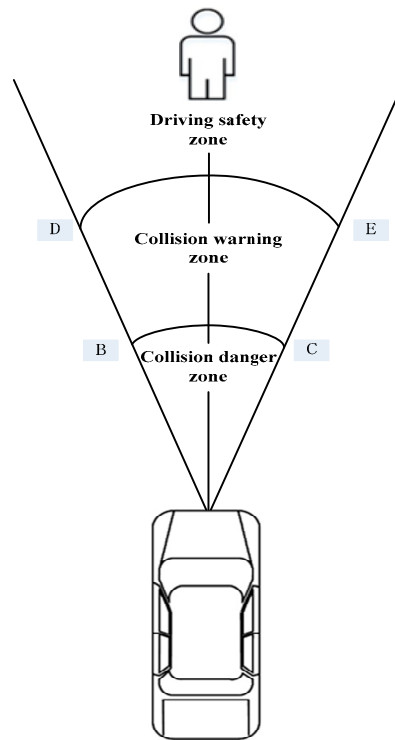 Driving safety
zone
D
E
Collision warning
zone
B
C
Collision danger
zone